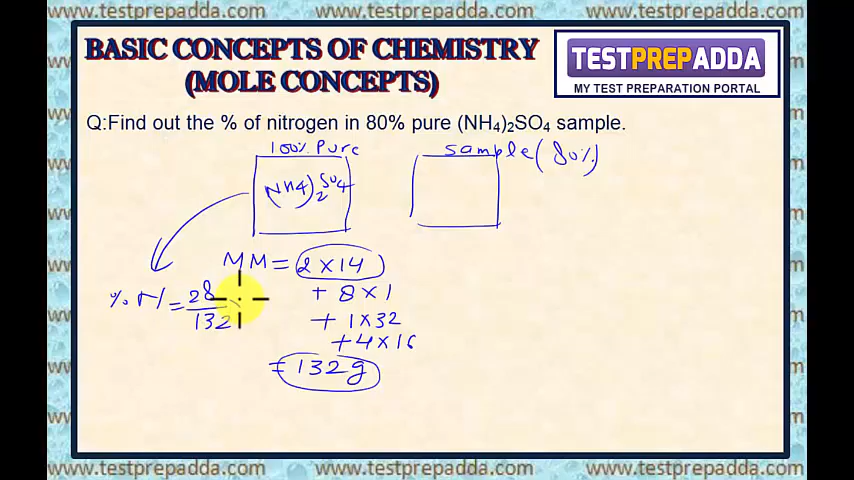 www.testprepadda.com www.testprepadda.com www.testprepadda.com
BASIC CONCEPTS OF CHEMISTRY
(MOLE CONCEPTS)
TESTPREPADDA
MY TEST PREPARATION PORTAL
Q:Find out the % of nitrogen in 80% pure (NH₄)₂SO₄ sample.
100% Pure
sample(80%)
(NH4)₂SO4
MM = 2×14
+ 8×1
+ 1×32
+4×16
= 132g
% N = 28/132
www.testprepadda.com www.testprepadda.com www.testprepadda.com